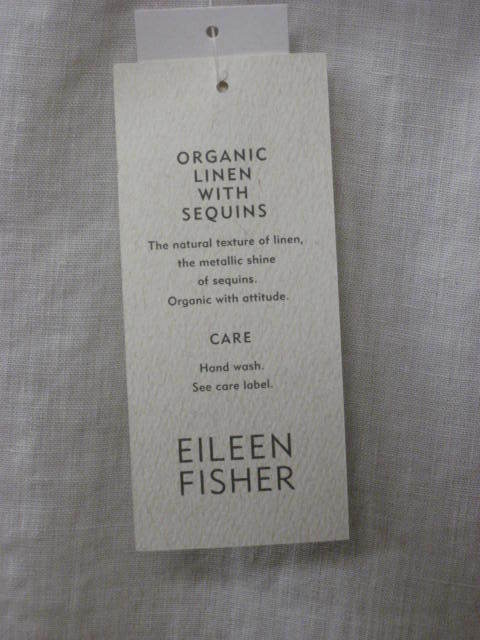 ORGANIC
LINEN
WITH
SEQUINS
The natural texture of linen,
the metallic shine
of sequins.
Organic with attitude.
CARE
Hand wash.
See care label.
EILEEN
FISHER